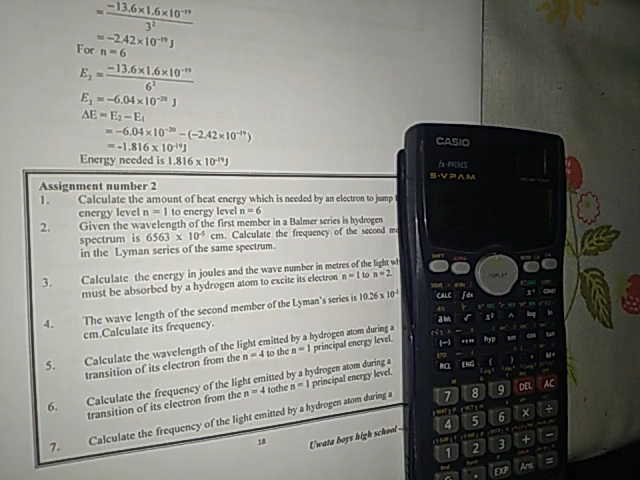 = -13.6×1.6×10⁻¹⁹
3²
= -2.42×10⁻¹⁹J
For n = 6
E₂ = -13.6×1.6×10⁻¹⁹
6²
E₂ = -6.04×10⁻²⁰ J
ΔE = E₂ – E₁
= -6.04×10⁻²⁰ – (-2.42×10⁻¹⁹)
= -1.816 x 10⁻¹⁹J
Energy needed is 1.816 x 10⁻¹⁹J
Assignment number 2
1. Calculate the amount of heat energy which is needed by an electron to jump
energy level n = 1 to energy level n = 6
2. Given the wavelength of the first member in a Balmer series is hydrogen
spectrum is 6563 x 10⁻⁵ cm. Calculate the frequency of the second
in the Lyman series of the same spectrum.
3. Calculate the energy in joules and the wave number in metres of the light
must be absorbed by a hydrogen atom to excite its electron n = 1 to n = 2.
4. The wave length of the second member of the Lyman's series is 10.26 x
cm.Calculate its frequency.
5. Calculate the wavelength of the light emitted by a hydrogen atom during a
transition of its electron from the n = 4 to the n = 1 principal energy level.
6. Calculate the frequency of the light emitted by a hydrogen atom during a
transition of its electron from the n = 4 tothe n = 1 principal energy level.
7. Calculate the frequency of the light emitted by a hydrogen atom during a
18
Uwata boys high school -
CASIO
fx-991MS
S-V.P.A.M.
SHIFT ALPHA REPLAY MODE CLR ON
CALC ∫dx x⁻¹ CONST
ab/c √ x² ^ log ln
(-) °'" hyp sin cos tan
RCL ENG ( ) , M+
7 8 9 DEL AC
4 5 6 × ÷
1 2 3 + -
0 . EXP Ans =